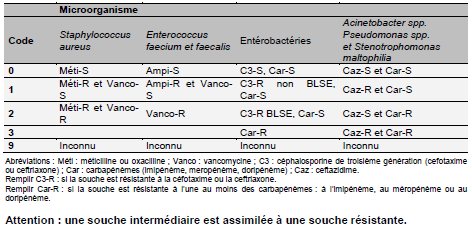 Microorganisme
Code
Staphylococcus aureus
Enterococcus faecium et faecalis
Entérobactéries
Acinetobacter spp.
Pseudomonas spp.
et Stenotrophomonas
maltophilia
0 Méti-S Ampi-S C3-S, Car-S Caz-S et Car-S
1 Méti-R et Vanco-S Ampi-R et Vanco-S C3-R non BLSE, Car-S Caz-R et Car-S
2 Méti-R et Vanco-R Vanco-R C3-R BLSE, Car-S Caz-S et Car-R
3 Car-R Caz-R et Car-R
9 Inconnu Inconnu Inconnu Inconnu
Abréviations : Méti : méticilline ou oxacilline ; Vanco : vancomycine ; C3 : céphalosporine de troisième génération (cefotaxime
ou ceftriaxone) ; Car : carbapénèmes (imipénème, meropénème, doripénème) ; Caz : ceftazidime.
Remplir C3-R : si la souche est résistante à la céfotaxime ou la ceftriaxone.
Remplir Car-R : si la souche est résistante à l'une au moins des carbapénèmes : à l'imipénème, au méropénème ou au
doripénème.
Attention : une souche intermédiaire est assimilée à une souche résistante.